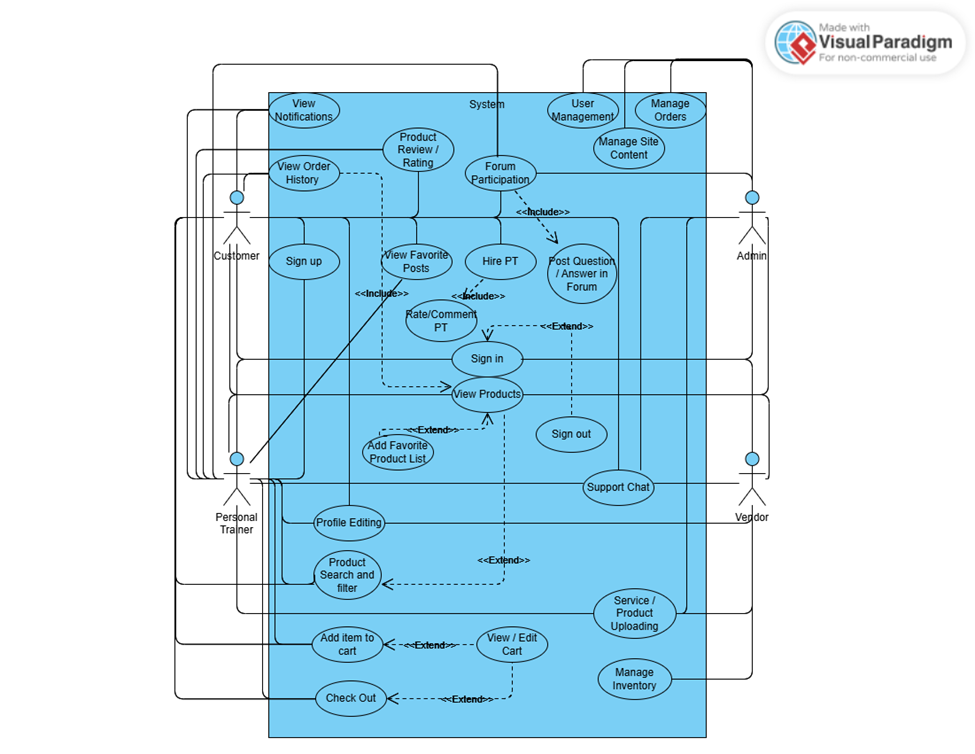 Made with
VisualParadigm
For non-commercial use
System
View
Notifications
User
Management
Manage
Orders
Product
Review /
Rating
Manage Site
Content
View Order
History
Forum
Participation
<<Include>>
Customer
Admin
Sign up
View Favorite
Posts
Hire PT
Post Question
/ Answer in
Forum
<<Include>>
<<Include>>
Rate/Comment
PT
<<Extend>>
Sign in
View Products
<<Extend>>
Sign out
Add Favorite
Product List
Support Chat
Personal
Trainer
Profile Editing
Vendor
<<Extend>>
Product
Search and
filter
Service /
Product
Uploading
Add item to
cart
<<Extend>>
View / Edit
Cart
Manage
Inventory
Check Out
<<Extend>>